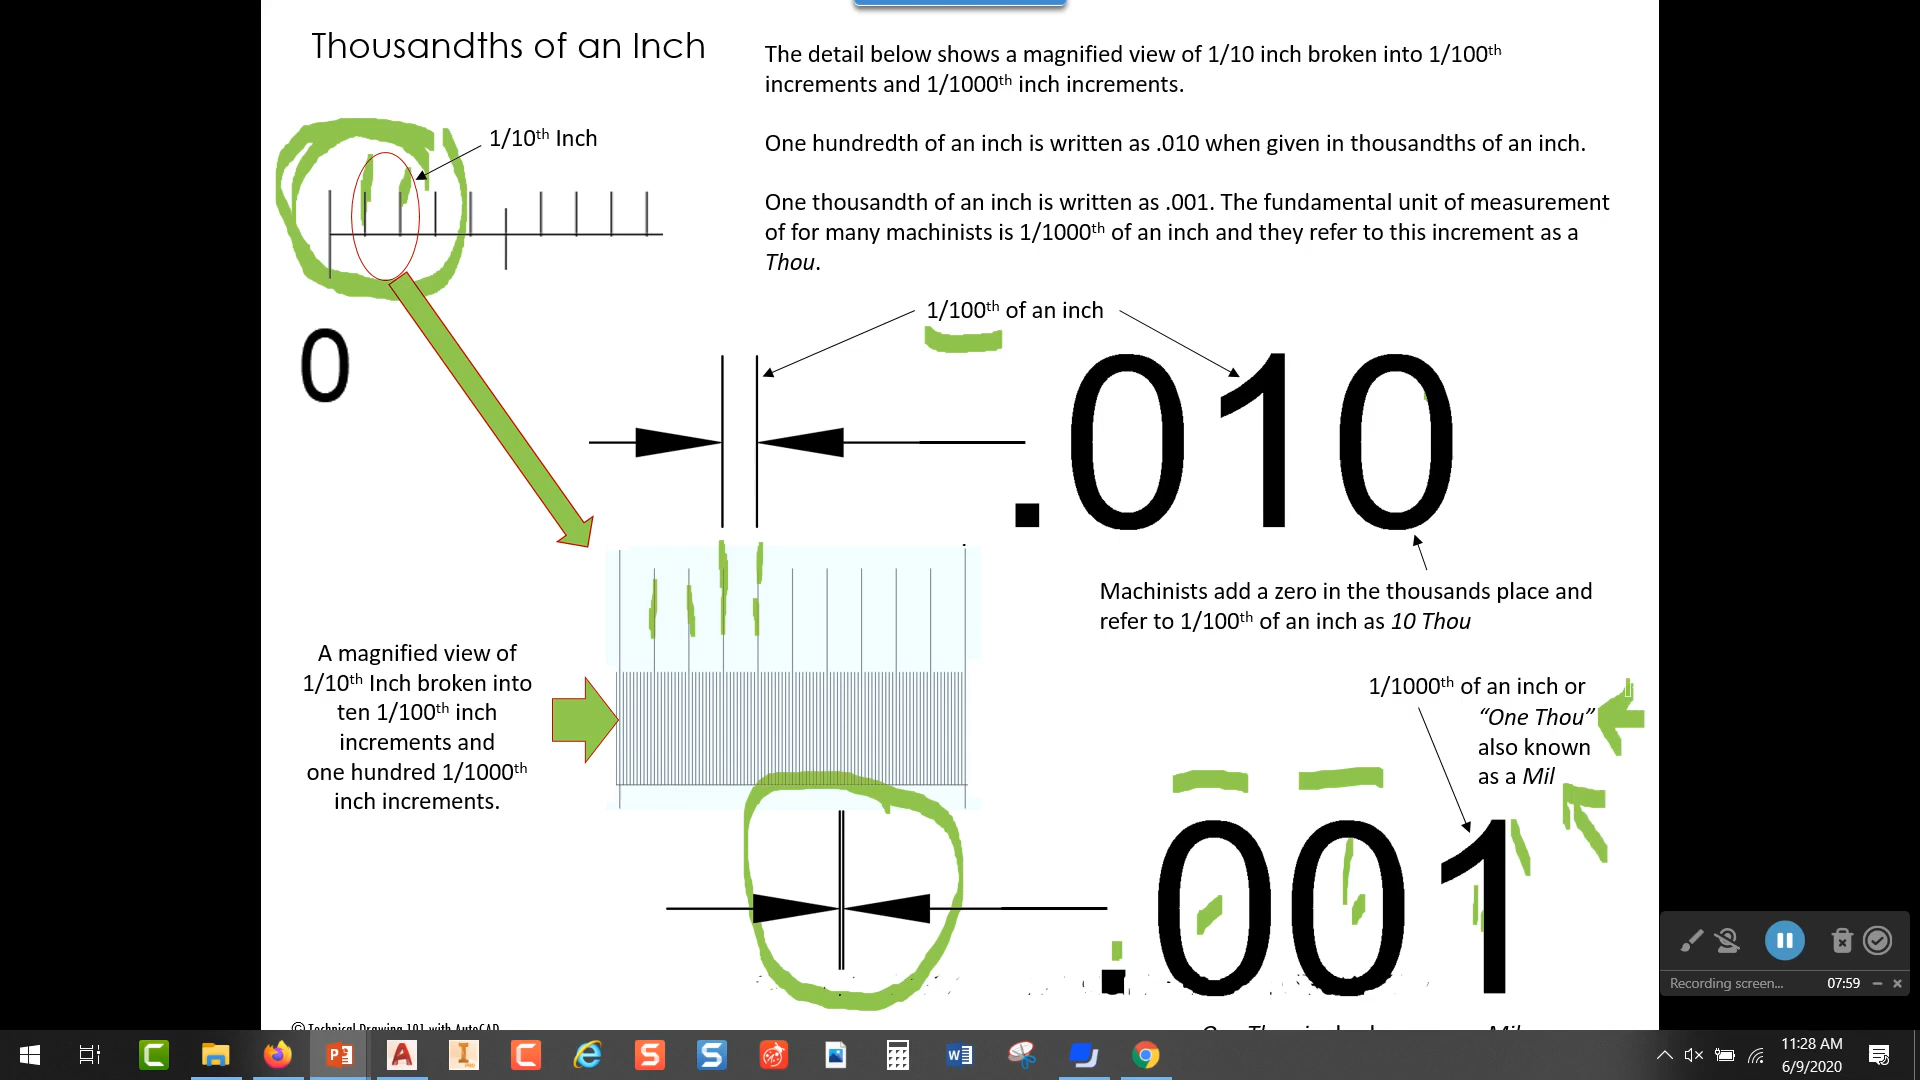 Thousandths of an Inch
The detail below shows a magnified view of 1/10 inch broken into 1/100th
increments and 1/1000th inch increments.
1/10th Inch
One hundredth of an inch is written as .010 when given in thousandths of an inch.
One thousandth of an inch is written as .001. The fundamental unit of measurement
of for many machinists is 1/1000th of an inch and they refer to this increment as a
Thou.
1/100th of an inch
0
.010
Machinists add a zero in the thousands place and
refer to 1/100th of an inch as 10 Thou
A magnified view of
1/10th Inch broken into
ten 1/100th inch
increments and
one hundred 1/1000th
inch increments.
1/1000th of an inch or
“One Thou”
also known
as a Mil
.001
© Technical Drawing 101 with AutoCAD
Recording screen... 07:59
11:28 AM
6/9/2020